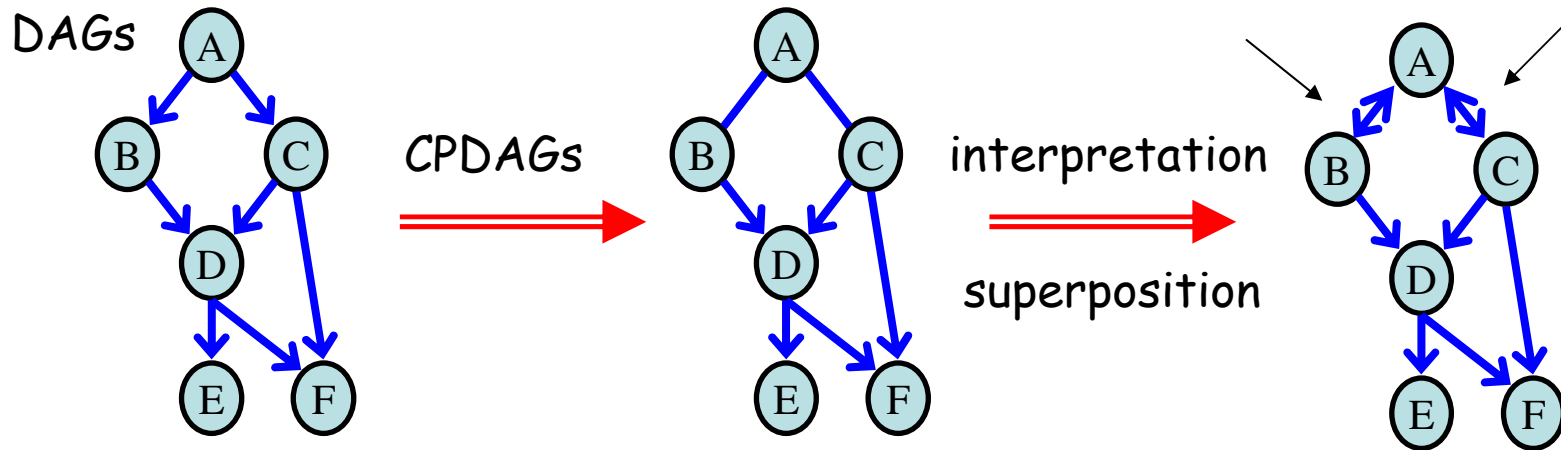 DAGs
A
B
C
D
E
F
CPDAGs
A
B
C
D
E
F
interpretation
superposition
A
B
C
D
E
F